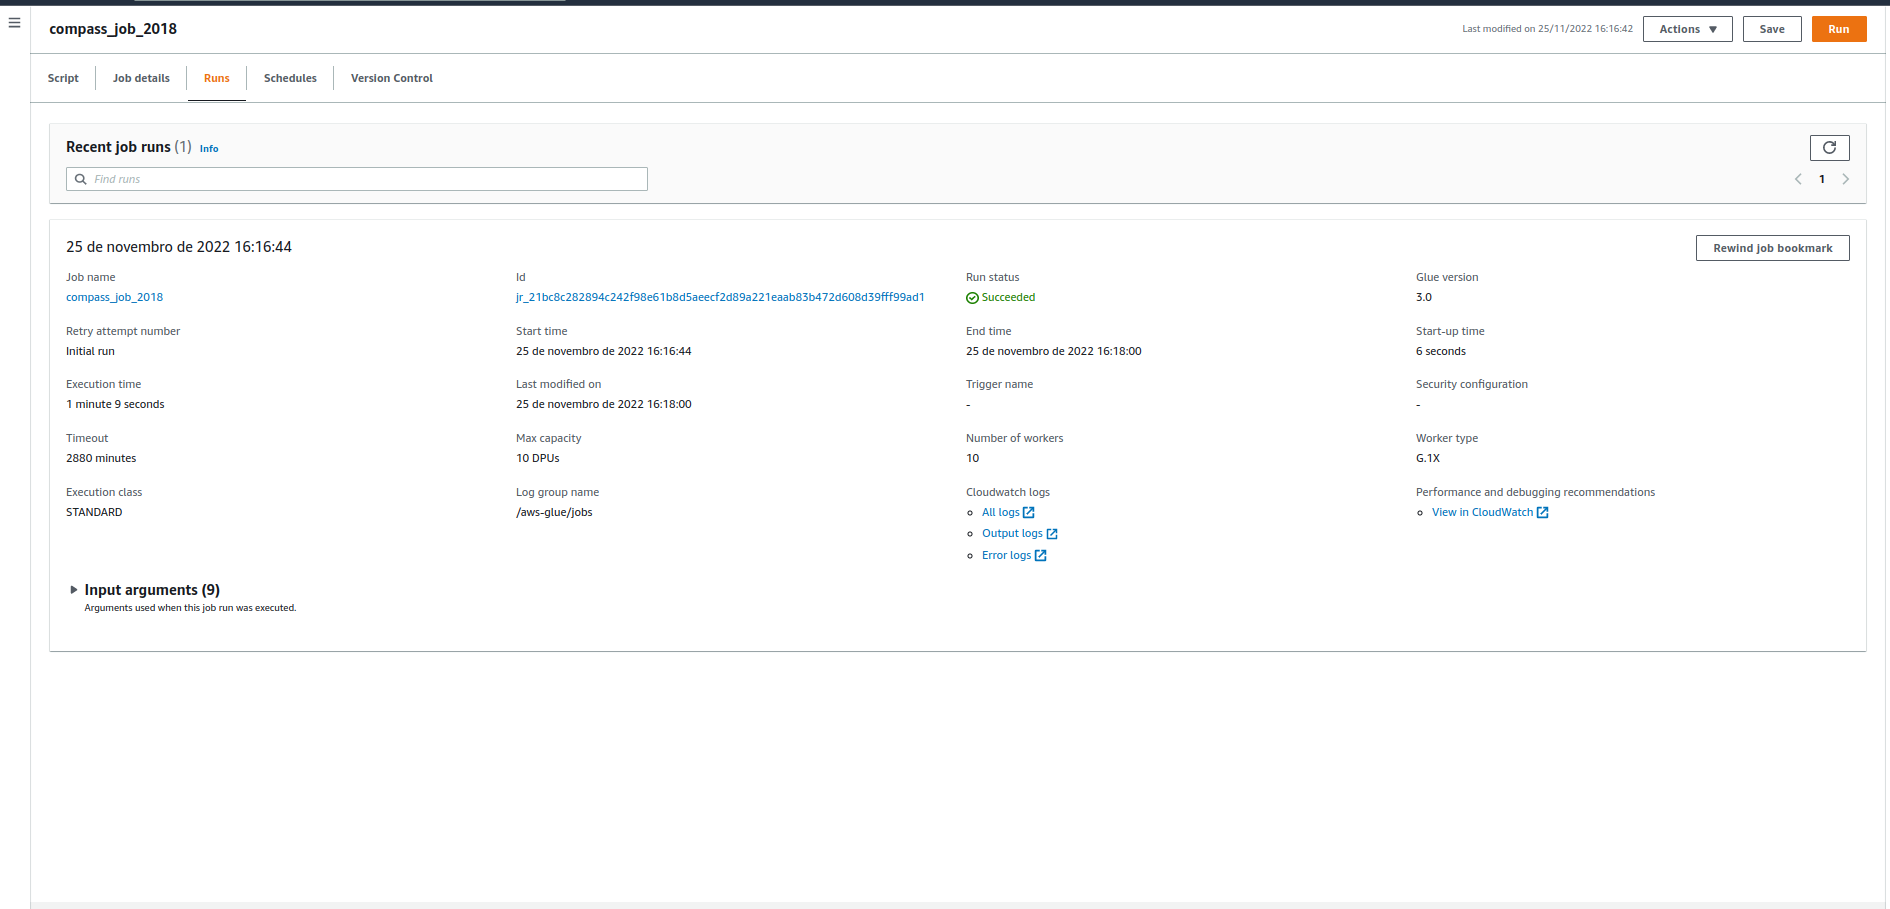 compass_job_2018
Last modified on 25/11/2022 16:16:42 Actions Save Run
Script Job details Runs Schedules Version Control
Recent job runs (1) Info
Find runs
1
25 de novembro de 2022 16:16:44
Rewind job bookmark
Job name Id Run status Glue version
compass_job_2018 jr_21bc8c282894c242f98e61b8d5aeecf2d89a221eaab83b472d608d39fff99ad1 Succeeded 3.0
Retry attempt number Start time End time Start-up time
Initial run 25 de novembro de 2022 16:16:44 25 de novembro de 2022 16:18:00 6 seconds
Execution time Last modified on Trigger name Security configuration
1 minute 9 seconds 25 de novembro de 2022 16:18:00 - -
Timeout Max capacity Number of workers Worker type
2880 minutes 10 DPUs 10 G.1X
Execution class Log group name Cloudwatch logs Performance and debugging recommendations
STANDARD /aws-glue/jobs All logs View in CloudWatch
Output logs
Error logs
Input arguments (9)
Arguments used when this job run was executed.